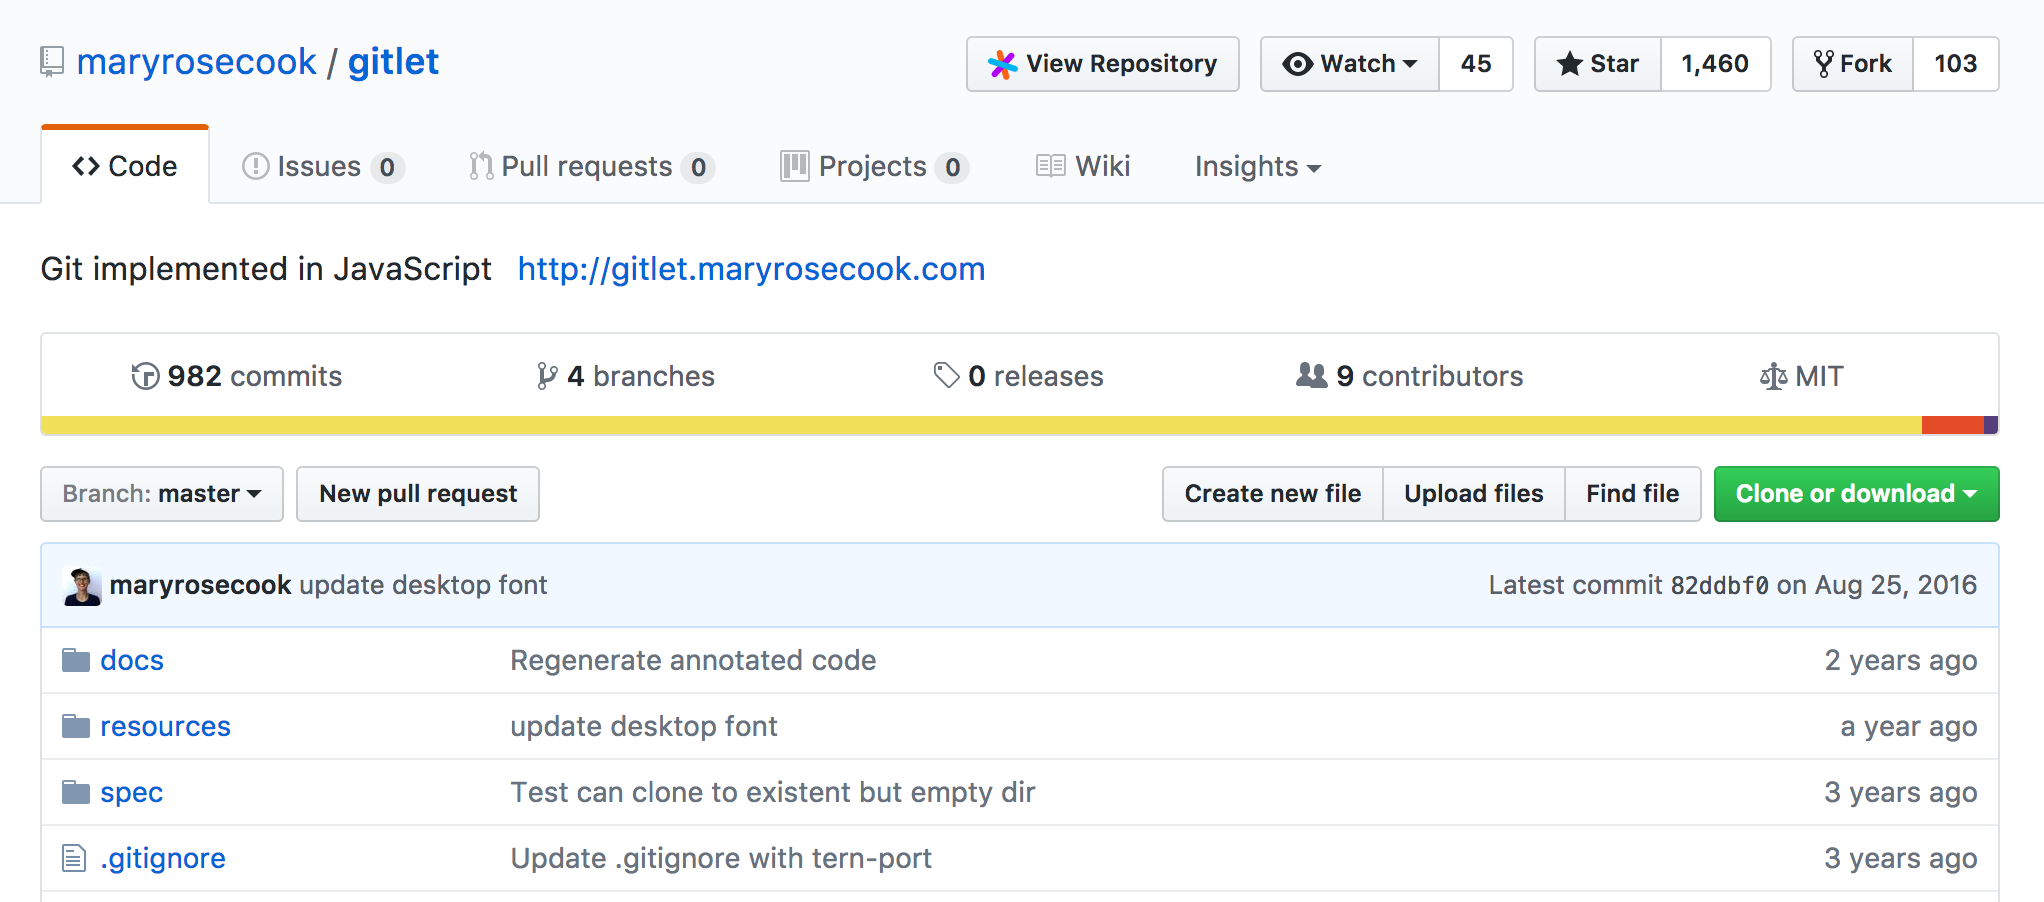 maryrosecook / gitlet
View Repository Watch 45 Star 1,460 Fork 103
Code Issues 0 Pull requests 0 Projects 0 Wiki Insights
Git implemented in JavaScript http://gitlet.maryrosecook.com
982 commits 4 branches 0 releases 9 contributors MIT
Branch: master New pull request Create new file Upload files Find file Clone or download
maryrosecook update desktop font Latest commit 82ddbf0 on Aug 25, 2016
docs Regenerate annotated code 2 years ago
resources update desktop font a year ago
spec Test can clone to existent but empty dir 3 years ago
.gitignore Update .gitignore with tern-port 3 years ago